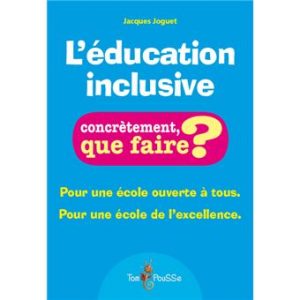 Jacques Joguet
L'éducation
inclusive
concrètement,
que faire ?
Pour une école ouverte à tous.
Pour une école de l'excellence.
Tom PousSe